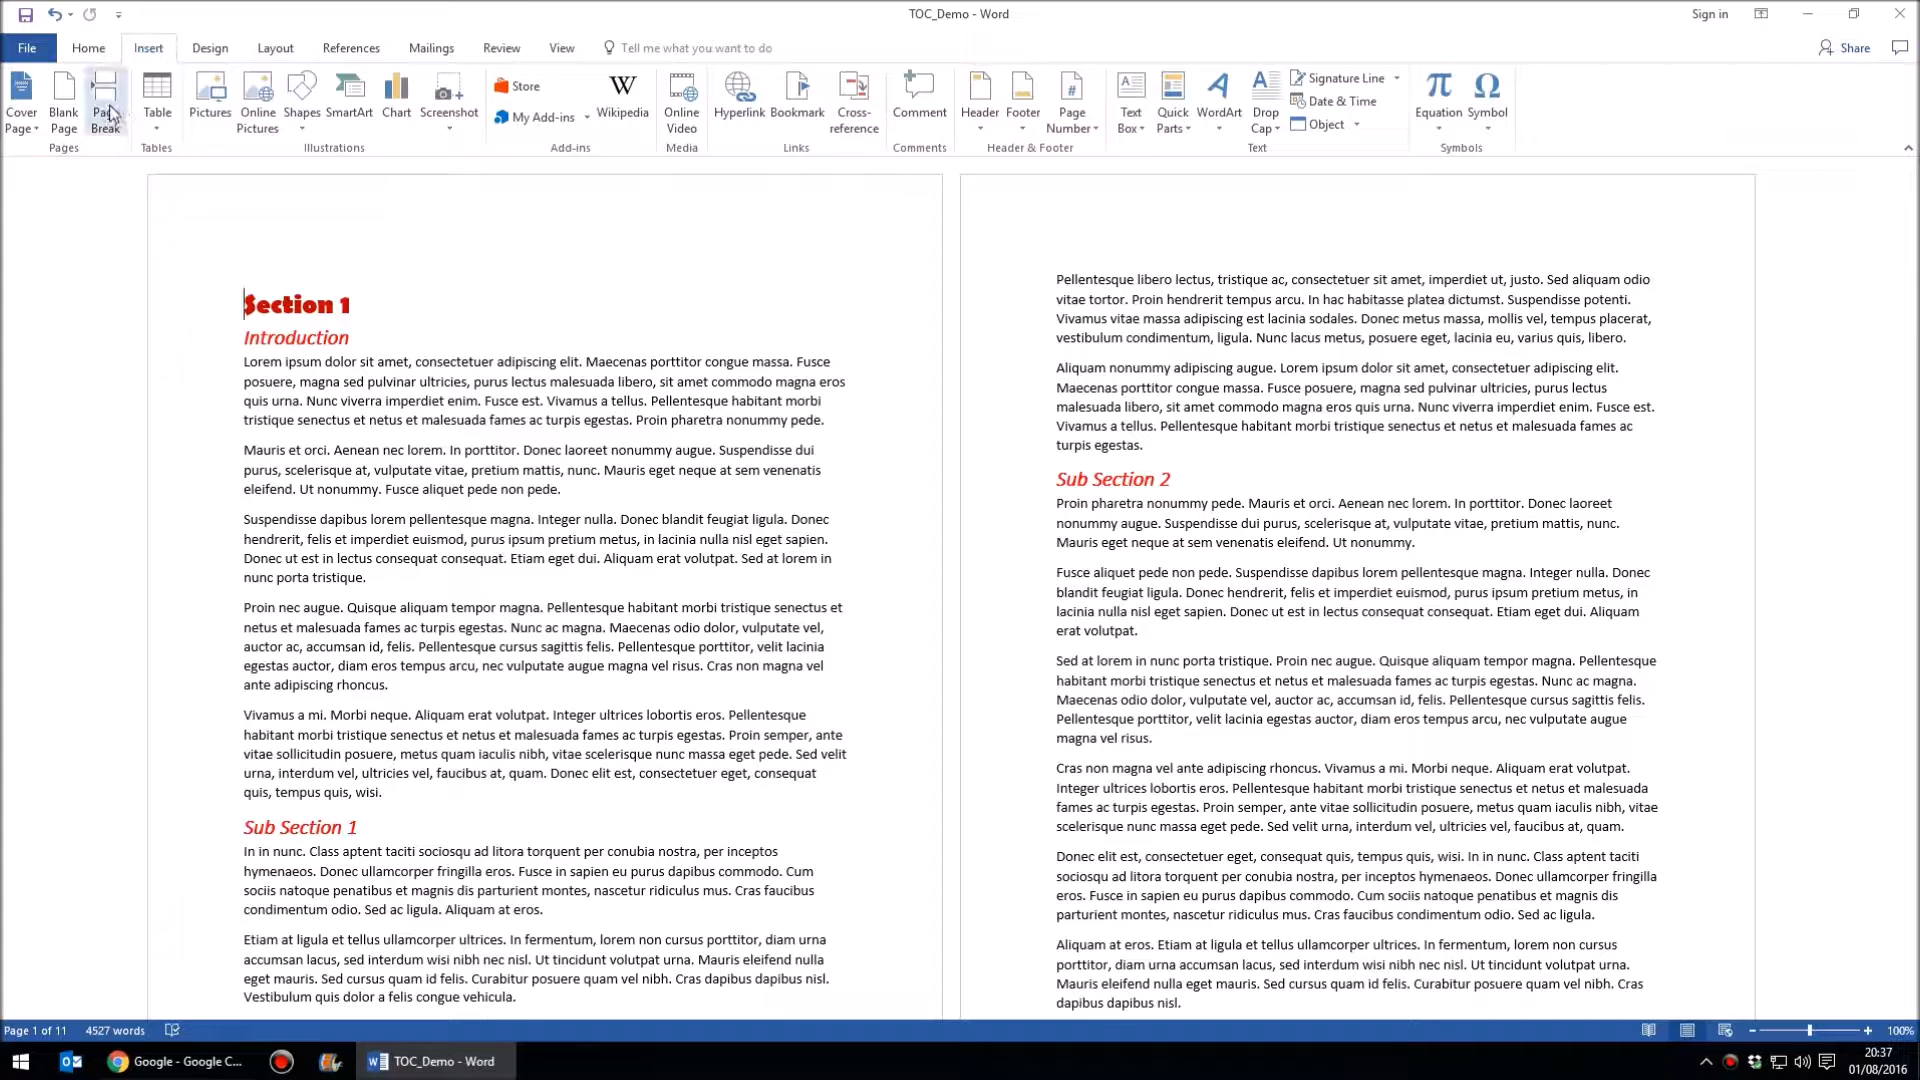 TOC_Demo - Word
Sign in
File Home Insert Design Layout References Mailings Review View Tell me what you want to do
Share
Cover Page
Blank Page
Break
Pages
Table
Tables
Pictures
Online Pictures
Shapes
SmartArt
Chart
Screenshot
Illustrations
Store
My Add-ins
Wikipedia
Add-ins
Online Video
Media
Hyperlink
Bookmark
Cross-reference
Links
Comment
Comments
Header
Footer
Page Number
Header & Footer
Text Box
Quick Parts
WordArt
Drop Cap
Signature Line
Date & Time
Object
Text
Equation
Symbol
Symbols
Section 1
Introduction
Lorem ipsum dolor sit amet, consectetuer adipiscing elit. Maecenas porttitor congue massa. Fusce
posuere, magna sed pulvinar ultricies, purus lectus malesuada libero, sit amet commodo magna eros
quis urna. Nunc viverra imperdiet enim. Fusce est. Vivamus a tellus. Pellentesque habitant morbi
tristique senectus et netus et malesuada fames ac turpis egestas. Proin pharetra nonummy pede.
Mauris et orci. Aenean nec lorem. In porttitor. Donec laoreet nonummy augue. Suspendisse dui
purus, scelerisque at, vulputate vitae, pretium mattis, nunc. Mauris eget neque at sem venenatis
eleifend. Ut nonummy. Fusce aliquet pede non pede.
Suspendisse dapibus lorem pellentesque magna. Integer nulla. Donec blandit feugiat ligula. Donec
hendrerit, felis et imperdiet euismod, purus ipsum pretium metus, in lacinia nulla nisl eget sapien.
Donec ut est in lectus consequat consequat. Etiam eget dui. Aliquam erat volutpat. Sed at lorem in
nunc porta tristique.
Proin nec augue. Quisque aliquam tempor magna. Pellentesque habitant morbi tristique senectus et
netus et malesuada fames ac turpis egestas. Nunc ac magna. Maecenas odio dolor, vulputate vel,
auctor ac, accumsan id, felis. Pellentesque cursus sagittis felis. Pellentesque porttitor, velit lacinia
egestas auctor, diam eros tempus arcu, nec vulputate augue magna vel risus. Cras non magna vel
ante adipiscing rhoncus.
Vivamus a mi. Morbi neque. Aliquam erat volutpat. Integer ultrices lobortis eros. Pellentesque
habitant morbi tristique senectus et netus et malesuada fames ac turpis egestas. Proin semper, ante
vitae sollicitudin posuere, metus quam iaculis nibh, vitae scelerisque nunc massa eget pede. Sed velit
urna, interdum vel, ultricies vel, faucibus at, quam. Donec elit est, consectetuer eget, consequat
quis, tempus quis, wisi.
Sub Section 1
In in nunc. Class aptent taciti sociosqu ad litora torquent per conubia nostra, per inceptos
hymenaeos. Donec ullamcorper fringilla eros. Fusce in sapien eu purus dapibus commodo. Cum
sociis natoque penatibus et magnis dis parturient montes, nascetur ridiculus mus. Cras faucibus
condimentum odio. Sed ac ligula. Aliquam at eros.
Etiam at ligula et tellus ullamcorper ultrices. In fermentum, lorem non cursus porttitor, diam urna
accumsan lacus, sed interdum wisi nibh nec nisl. Ut tincidunt volutpat urna. Mauris eleifend nulla
eget mauris. Sed cursus quam id felis. Curabitur posuere quam vel nibh. Cras dapibus dapibus nisl.
Vestibulum quis dolor a felis congue vehicula.
Pellentesque libero lectus, tristique ac, consectetuer sit amet, imperdiet ut, justo. Sed aliquam odio
vitae tortor. Proin hendrerit tempus arcu. In hac habitasse platea dictumst. Suspendisse potenti.
Vivamus vitae massa adipiscing est lacinia sodales. Donec metus massa, mollis vel, tempus placerat,
vestibulum condimentum, ligula. Nunc lacus metus, posuere eget, lacinia eu, varius quis, libero.
Aliquam nonummy adipiscing augue. Lorem ipsum dolor sit amet, consectetuer adipiscing elit.
Maecenas porttitor congue massa. Fusce posuere, magna sed pulvinar ultricies, purus lectus
malesuada libero, sit amet commodo magna eros quis urna. Nunc viverra imperdiet enim. Fusce est.
Vivamus a tellus. Pellentesque habitant morbi tristique senectus et netus et malesuada fames ac
turpis egestas.
Sub Section 2
Proin pharetra nonummy pede. Mauris et orci. Aenean nec lorem. In porttitor. Donec laoreet
nonummy augue. Suspendisse dui purus, scelerisque at, vulputate vitae, pretium mattis, nunc.
Mauris eget neque at sem venenatis eleifend. Ut nonummy.
Fusce aliquet pede non pede. Suspendisse dapibus lorem pellentesque magna. Integer nulla. Donec
blandit feugiat ligula. Donec hendrerit, felis et imperdiet euismod, purus ipsum pretium metus, in
lacinia nulla nisl eget sapien. Donec ut est in lectus consequat consequat. Etiam eget dui. Aliquam
erat volutpat.
Sed at lorem in nunc porta tristique. Proin nec augue. Quisque aliquam tempor magna. Pellentesque
habitant morbi tristique senectus et netus et malesuada fames ac turpis egestas. Nunc ac magna.
Maecenas odio dolor, vulputate vel, auctor ac, accumsan id, felis. Pellentesque cursus sagittis felis.
Pellentesque porttitor, velit lacinia egestas auctor, diam eros tempus arcu, nec vulputate augue
magna vel risus.
Cras non magna vel ante adipiscing rhoncus. Vivamus a mi. Morbi neque. Aliquam erat volutpat.
Integer ultrices lobortis eros. Pellentesque habitant morbi tristique senectus et netus et malesuada
fames ac turpis egestas. Proin semper, ante vitae sollicitudin posuere, metus quam iaculis nibh, vitae
scelerisque nunc massa eget pede. Sed velit urna, interdum vel, ultricies vel, faucibus at, quam.
Donec elit est, consectetuer eget, consequat quis, tempus quis, wisi. In in nunc. Class aptent taciti
sociosqu ad litora torquent per conubia nostra, per inceptos hymenaeos. Donec ullamcorper fringilla
eros. Fusce in sapien eu purus dapibus commodo. Cum sociis natoque penatibus et magnis dis
parturient montes, nascetur ridiculus mus. Cras faucibus condimentum odio. Sed ac ligula.
Aliquam at eros. Etiam at ligula et tellus ullamcorper ultrices. In fermentum, lorem non cursus
porttitor, diam urna accumsan lacus, sed interdum wisi nibh nec nisl. Ut tincidunt volutpat urna.
Mauris eleifend nulla eget mauris. Sed cursus quam id felis. Curabitur posuere quam vel nibh. Cras
dapibus dapibus nisl.
Page 1 of 11 4527 words
100%
Google - Google C...
TOC_Demo - Word
20:37
01/08/2016